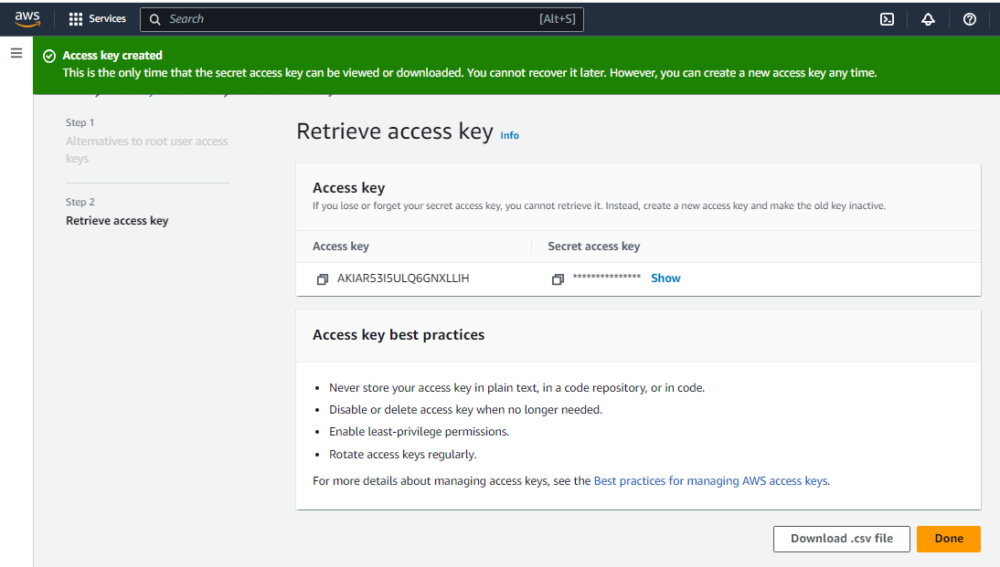 aws
Services
Search
[Alt+S]
Access key created
This is the only time that the secret access key can be viewed or downloaded. You cannot recover it later. However, you can create a new access key any time.
Step 1
Alternatives to root user access
keys
Step 2
Retrieve access key
Retrieve access key Info
Access key
If you lose or forget your secret access key, you cannot retrieve it. Instead, create a new access key and make the old key inactive.
Access key
Secret access key
AKIAR53I5ULQ6GNXLLIH
*************** Show
Access key best practices
• Never store your access key in plain text, in a code repository, or in code.
• Disable or delete access key when no longer needed.
• Enable least-privilege permissions.
• Rotate access keys regularly.
For more details about managing access keys, see the Best practices for managing AWS access keys.
Download .csv file
Done